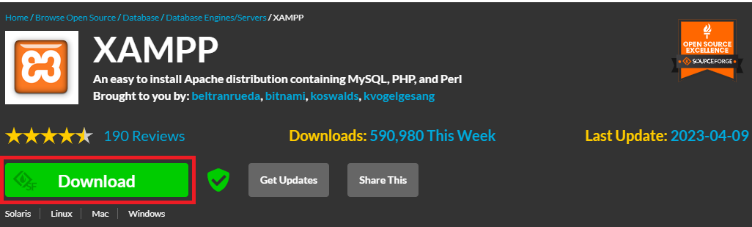 Home / Browse Open Source / Database / Database Engines/Servers / XAMPP
XAMPP
An easy to install Apache distribution containing MySQL, PHP, and Perl
Brought to you by: beltranrueda, bitnami, koswalds, kvogelgesang
OPEN SOURCE
EXCELLENCE
SOURCEFORGE
190 Reviews
Downloads: 590,980 This Week
Last Update: 2023-04-09
Download
Get Updates
Share This
Solaris | Linux | Mac | Windows